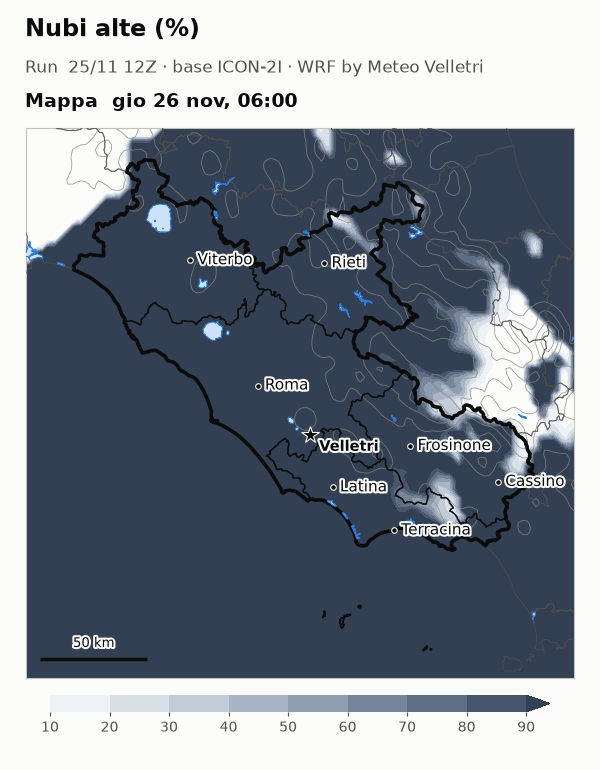 Nubi alte (%)
Run 25/11 12Z · base ICON-2I · WRF by Meteo Velletri
Mappa gio 26 nov, 06:00
Viterbo
Rieti
Roma
Velletri
Frosinone
Cassino
Latina
Terracina
50 km
10 20 30 40 50 60 70 80 90